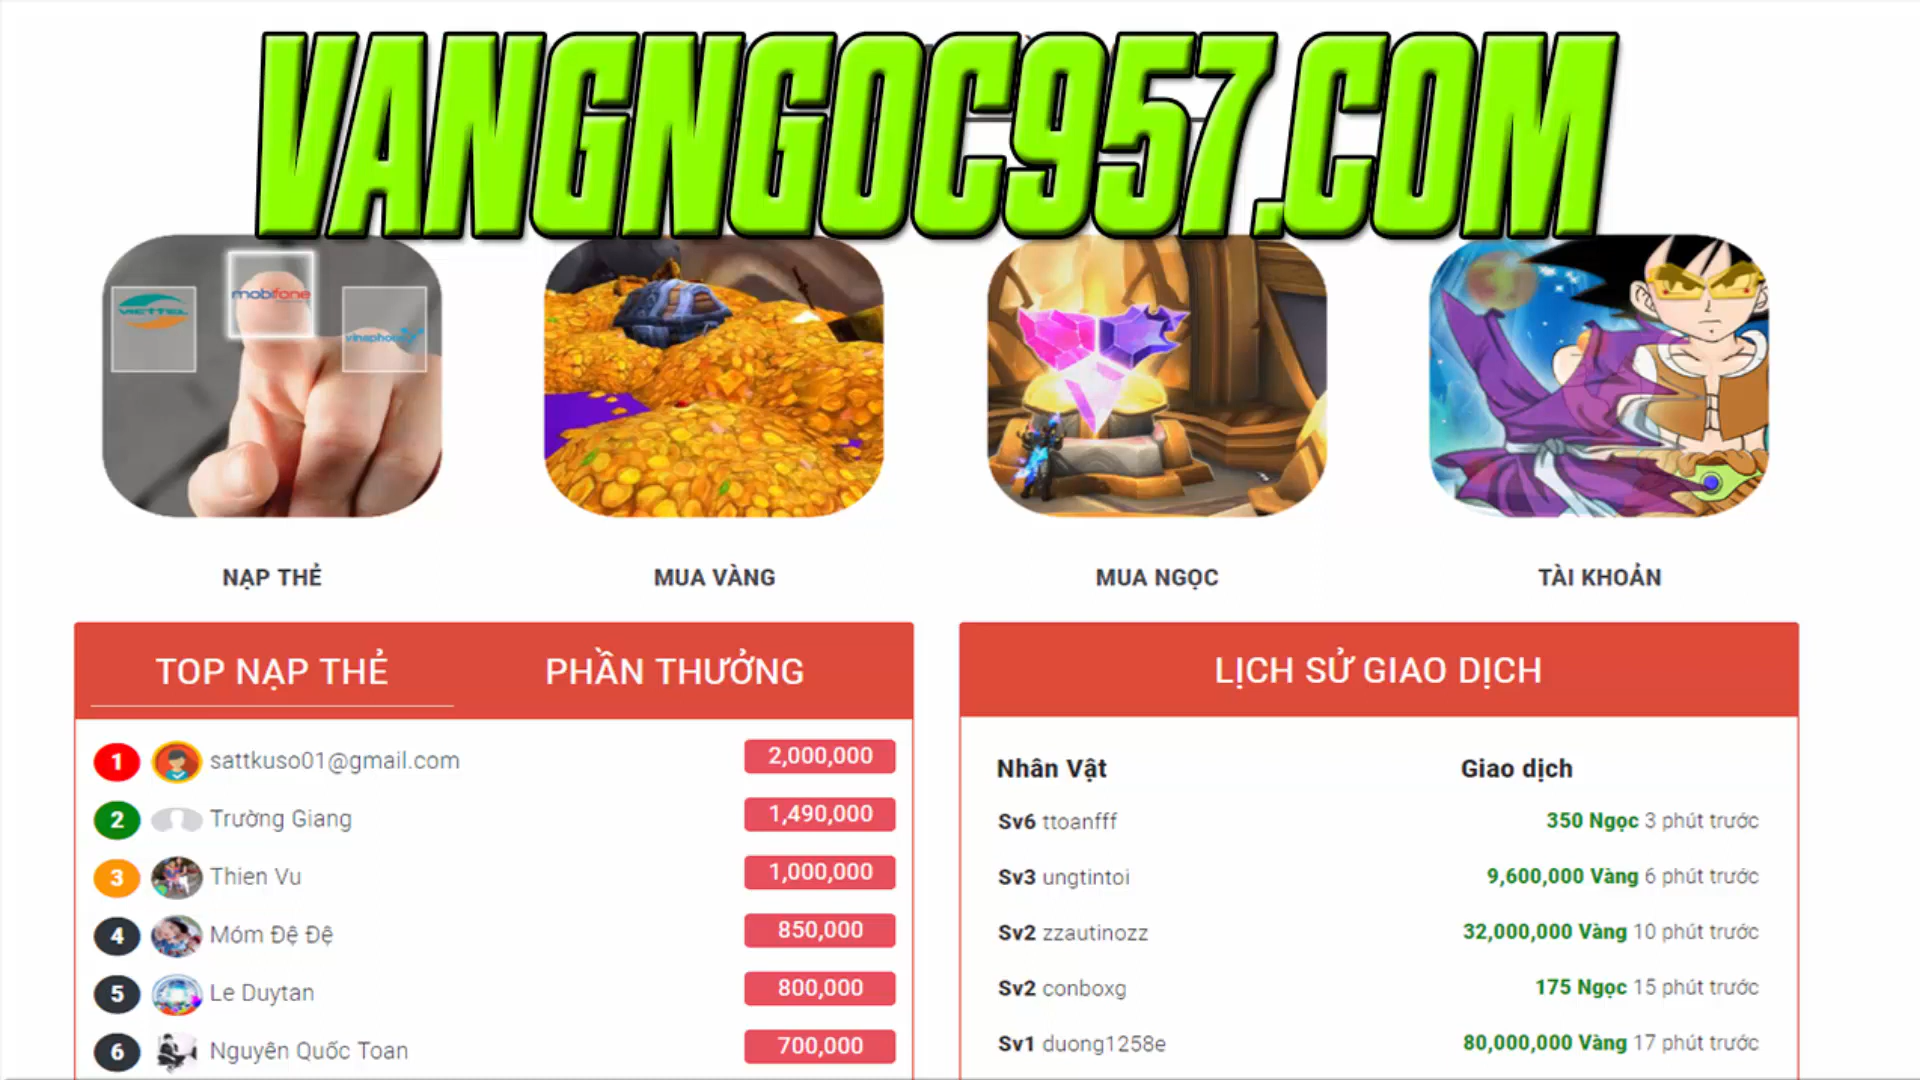 VANGNGOC957.COM
VIETTEL
mobifone
vinaphone
NẠP THẺ
MUA VÀNG
MUA NGỌC
TÀI KHOẢN
TOP NẠP THẺ
PHẦN THƯỞNG
1 sattkuso01@gmail.com 2,000,000
2 Trường Giang 1,490,000
3 Thien Vu 1,000,000
4 Móm Đệ Đệ 850,000
5 Le Duytan 800,000
6 Nguyên Quốc Toan 700,000
LỊCH SỬ GIAO DỊCH
Nhân Vật Giao dịch
Sv6 ttoanfff 350 Ngọc 3 phút trước
Sv3 ungtintoi 9,600,000 Vàng 6 phút trước
Sv2 zzautinozz 32,000,000 Vàng 10 phút trước
Sv2 conboxg 175 Ngọc 15 phút trước
Sv1 duong1258e 80,000,000 Vàng 17 phút trước